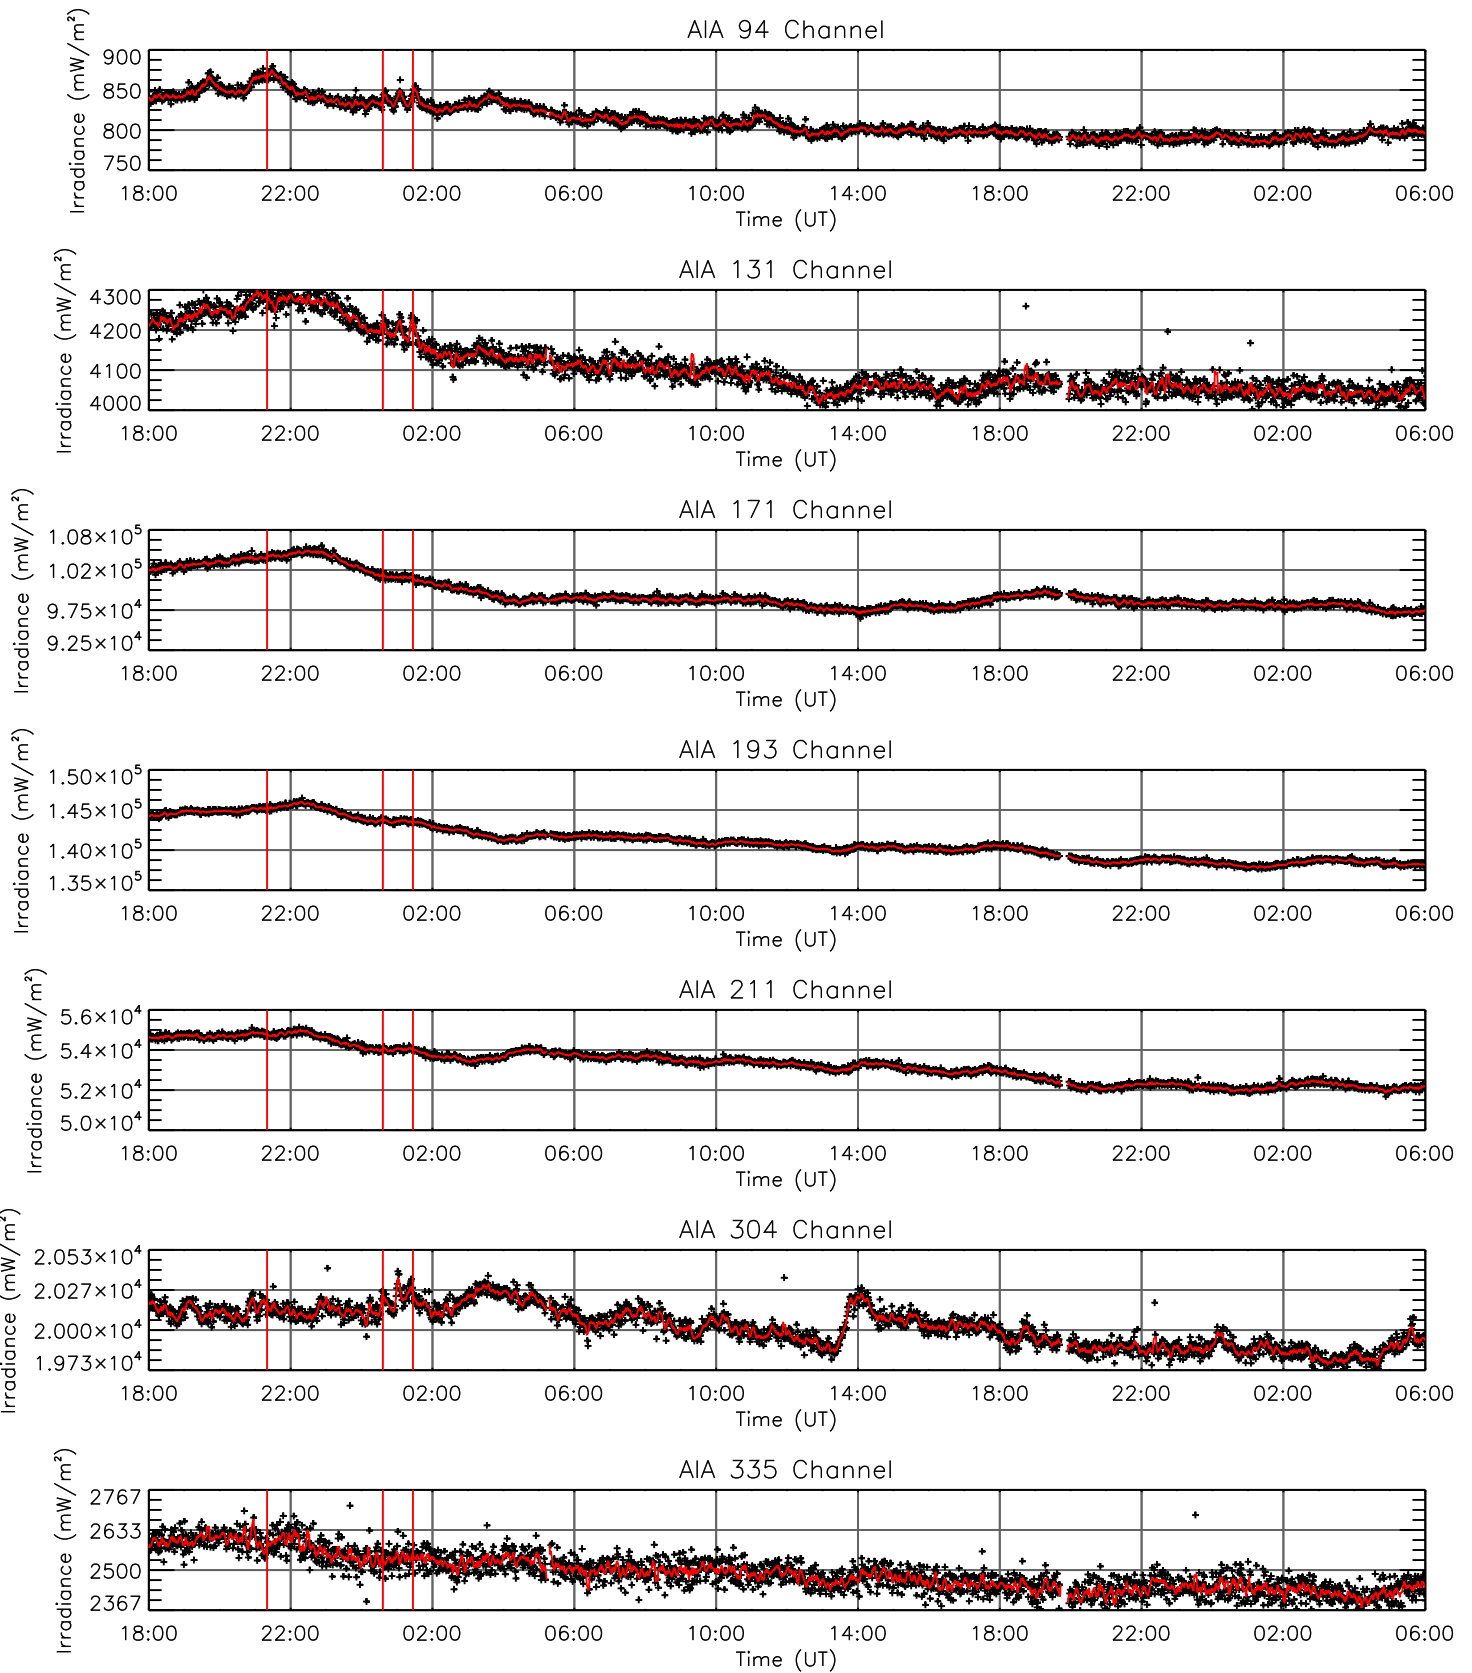 AIA 94 Channel
Irradiance (mW/m²)
900
850
800
750
18:00 22:00 02:00 06:00 10:00 14:00 18:00 22:00 02:00 06:00
Time (UT)
AIA 131 Channel
Irradiance (mW/m²)
4300
4200
4100
4000
18:00 22:00 02:00 06:00 10:00 14:00 18:00 22:00 02:00 06:00
Time (UT)
AIA 171 Channel
Irradiance (mW/m²)
1.08×10⁵
1.02×10⁵
9.75×10⁴
9.25×10⁴
18:00 22:00 02:00 06:00 10:00 14:00 18:00 22:00 02:00 06:00
Time (UT)
AIA 193 Channel
Irradiance (mW/m²)
1.50×10⁵
1.45×10⁵
1.40×10⁵
1.35×10⁵
18:00 22:00 02:00 06:00 10:00 14:00 18:00 22:00 02:00 06:00
Time (UT)
AIA 211 Channel
Irradiance (mW/m²)
5.6×10⁴
5.4×10⁴
5.2×10⁴
5.0×10⁴
18:00 22:00 02:00 06:00 10:00 14:00 18:00 22:00 02:00 06:00
Time (UT)
AIA 304 Channel
Irradiance (mW/m²)
2.053×10⁴
2.027×10⁴
2.000×10⁴
1.973×10⁴
18:00 22:00 02:00 06:00 10:00 14:00 18:00 22:00 02:00 06:00
Time (UT)
AIA 335 Channel
Irradiance (mW/m²)
2767
2633
2500
2367
18:00 22:00 02:00 06:00 10:00 14:00 18:00 22:00 02:00 06:00
Time (UT)